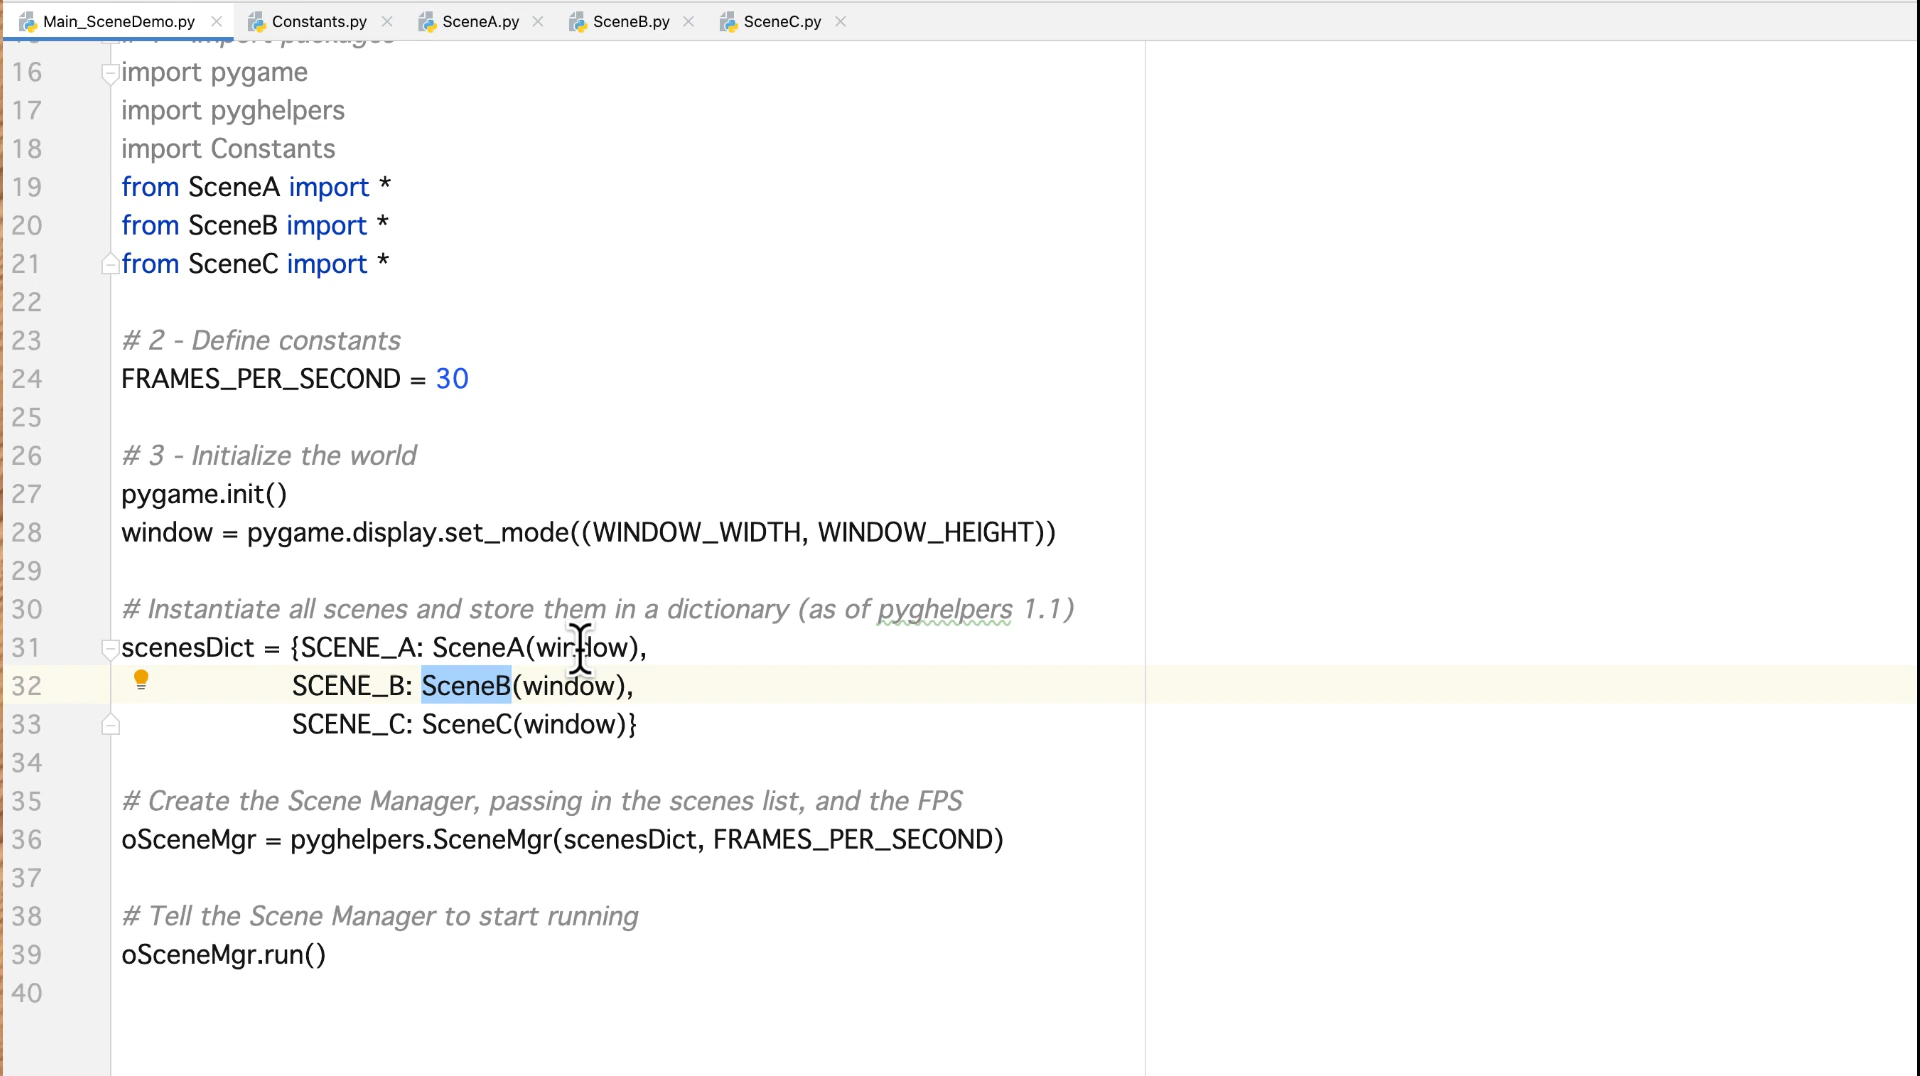 Main_SceneDemo.py Constants.py SceneA.py SceneB.py SceneC.py
15 # 1 - Import packages
16 import pygame
17 import pyghelpers
18 import Constants
19 from SceneA import *
20 from SceneB import *
21 from SceneC import *
22
23 # 2 - Define constants
24 FRAMES_PER_SECOND = 30
25
26 # 3 - Initialize the world
27 pygame.init()
28 window = pygame.display.set_mode((WINDOW_WIDTH, WINDOW_HEIGHT))
29
30 # Instantiate all scenes and store them in a dictionary (as of pyghelpers 1.1)
31 scenesDict = {SCENE_A: SceneA(window),
32 SCENE_B: SceneB(window),
33 SCENE_C: SceneC(window)}
34
35 # Create the Scene Manager, passing in the scenes list, and the FPS
36 oSceneMgr = pyghelpers.SceneMgr(scenesDict, FRAMES_PER_SECOND)
37
38 # Tell the Scene Manager to start running
39 oSceneMgr.run()
40